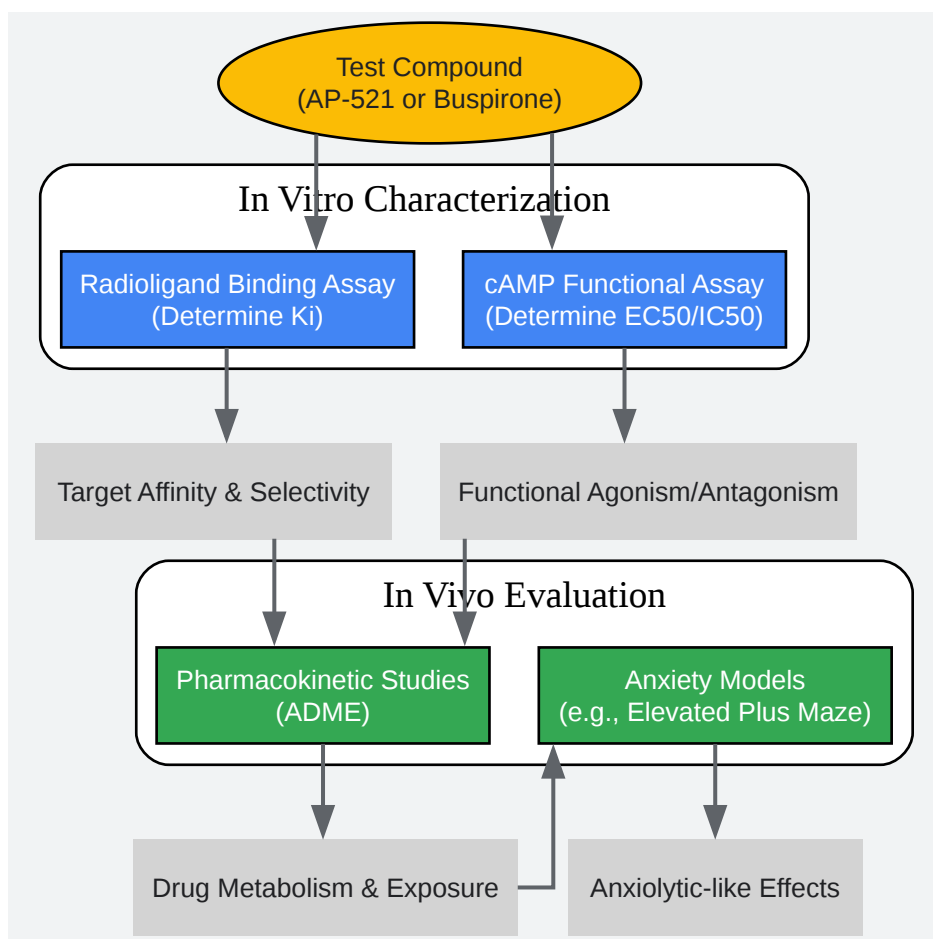 Test Compound
(AP-521 or Buspirone)
In Vitro Characterization
Radioligand Binding Assay
(Determine Ki)
cAMP Functional Assay
(Determine EC50/IC50)
Target Affinity & Selectivity
Functional Agonism/Antagonism
In Vivo Evaluation
Pharmacokinetic Studies
(ADME)
Anxiety Models
(e.g., Elevated Plus Maze)
Drug Metabolism & Exposure
Anxiolytic-like Effects